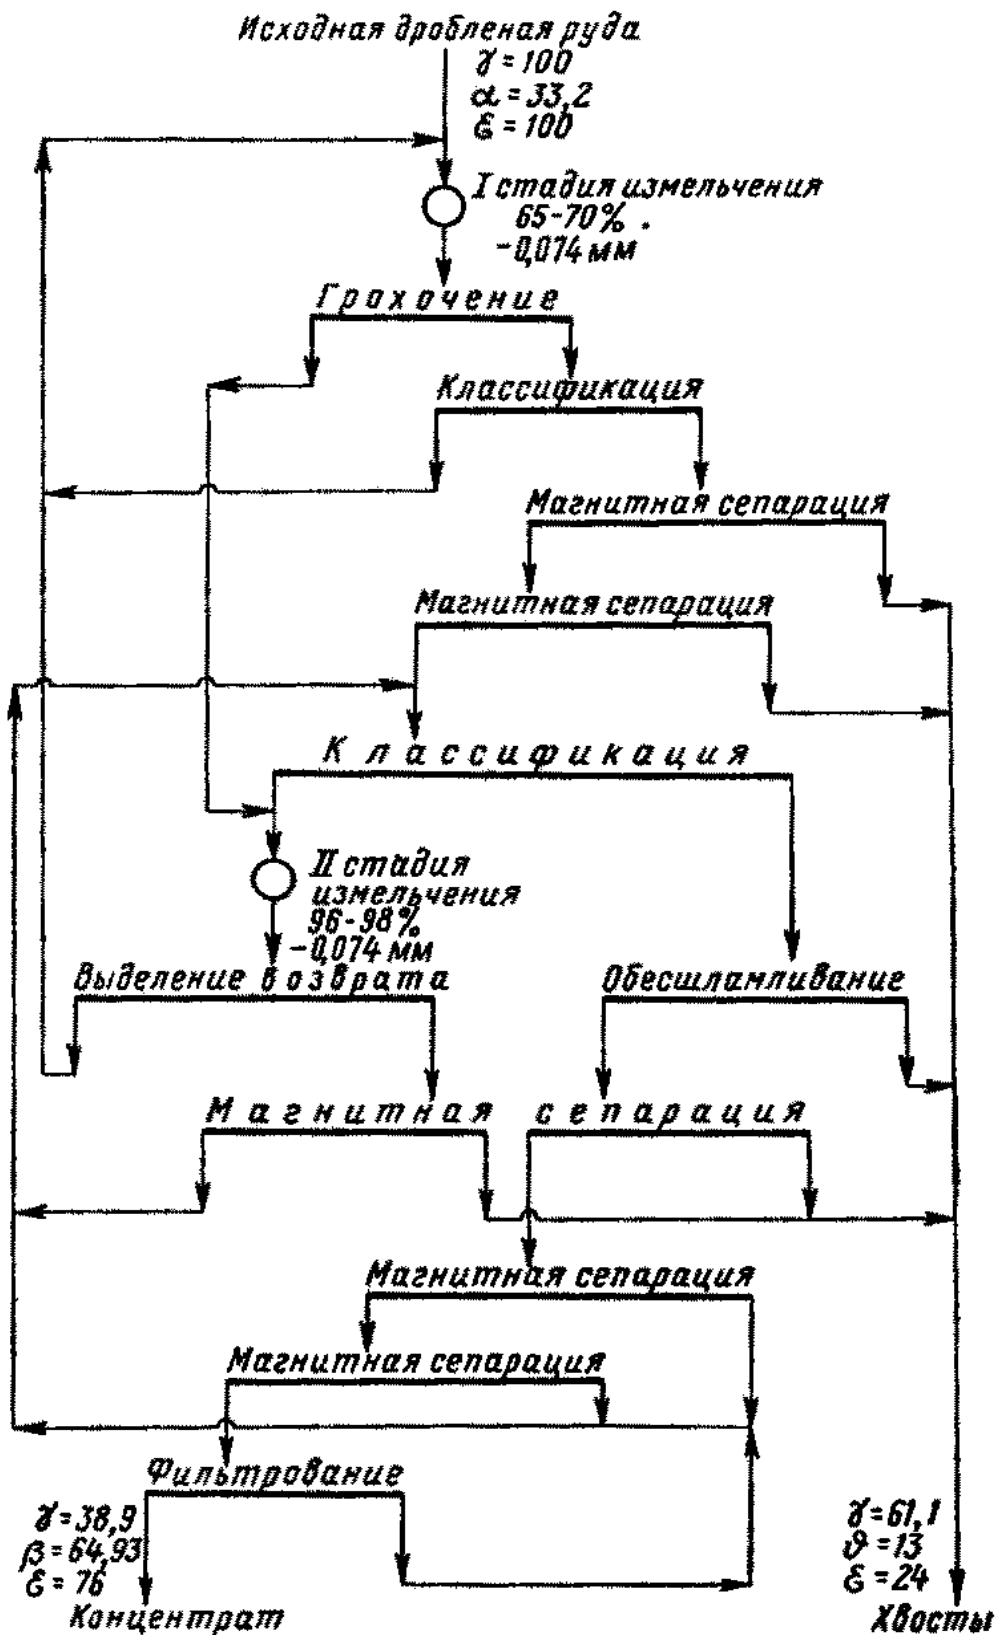 Исходная дробленая руда
γ = 100
α = 33,2
ε = 100
I стадия измельчения
65-70%
-0,074 мм
Грохочение
Классификация
Магнитная сепарация
Магнитная сепарация
Классификация
II стадия
измельчения
96-98%
-0,074 мм
Выделение возврата
Обесшламливание
Магнитная сепарация
Магнитная сепарация
Магнитная сепарация
Фильтрование
γ = 38,9
β = 64,93
ε = 76
Концентрат
γ = 61,1
ϑ = 13
ε = 24
Хвосты